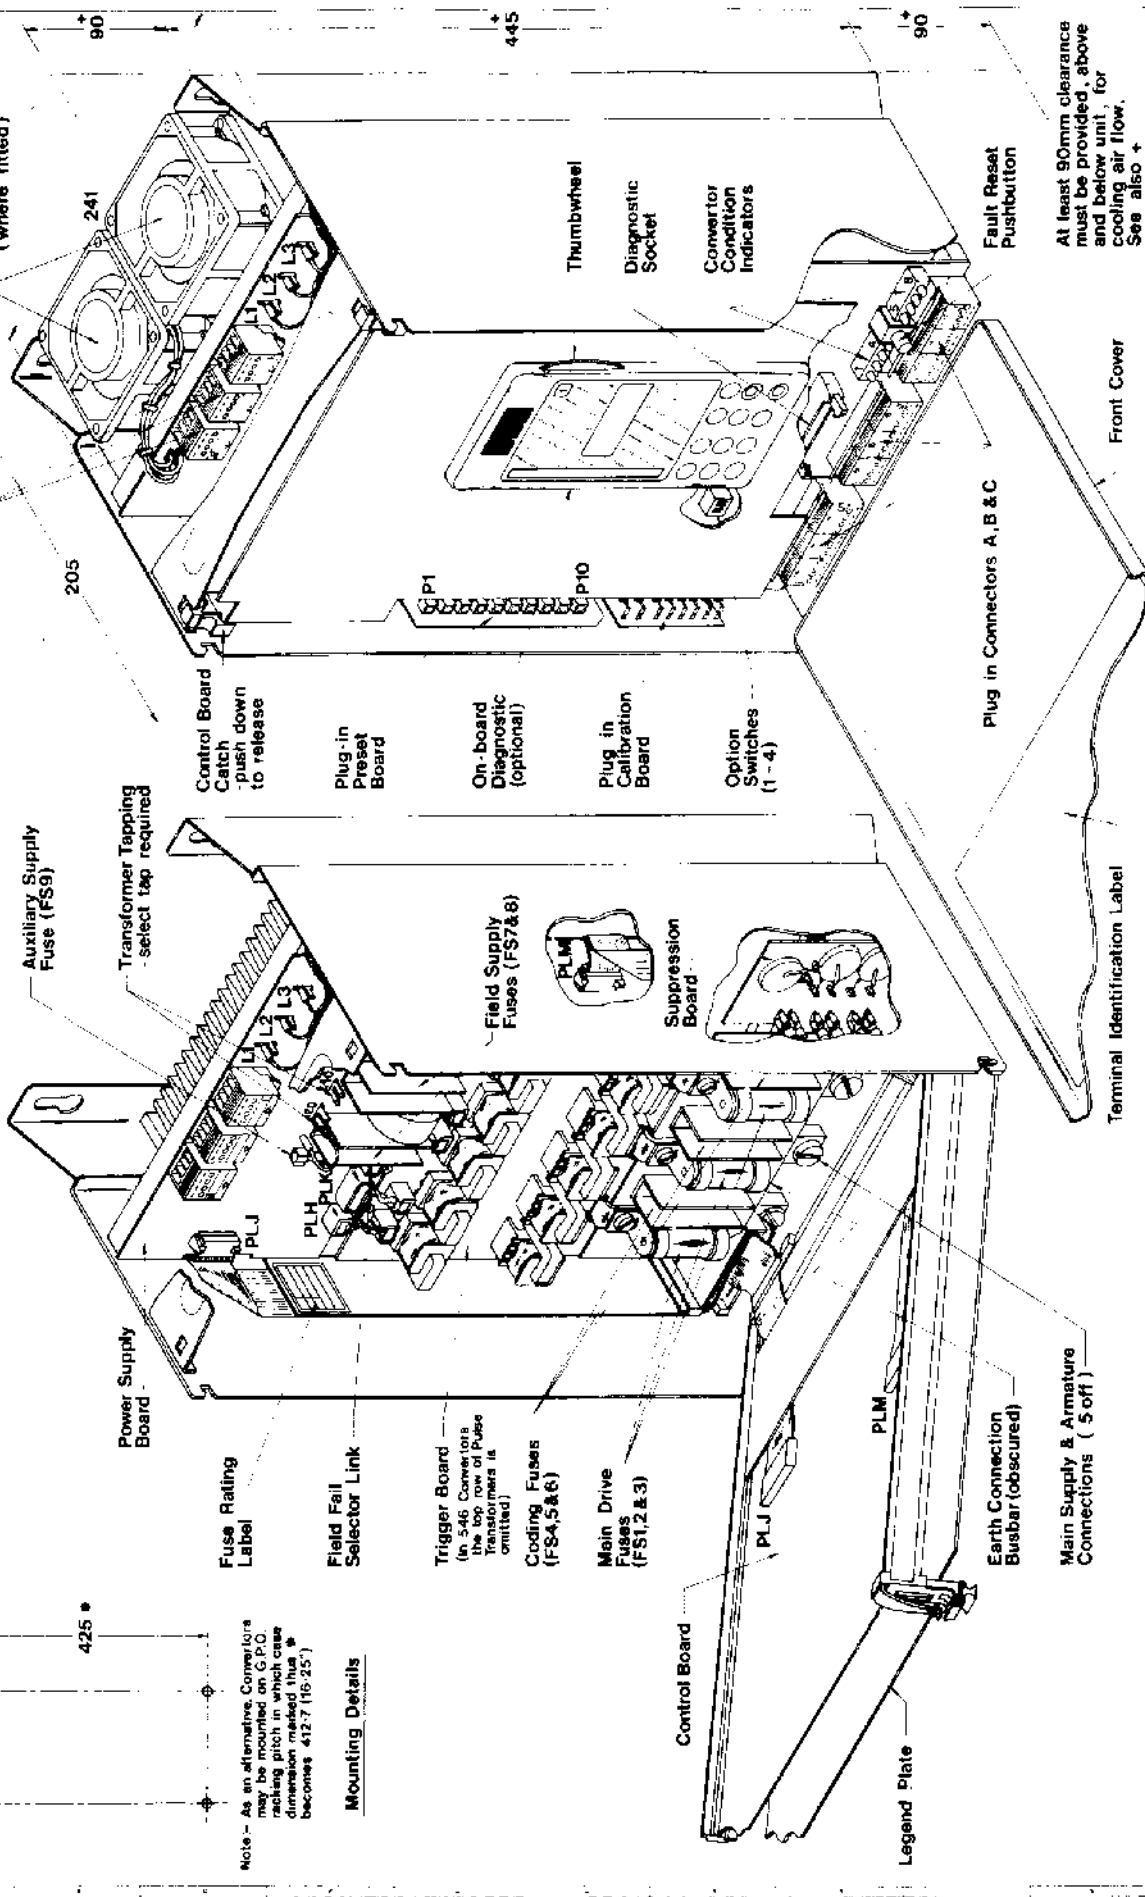 (where fitted)
241
205
+
90
+
445
+
90
Auxiliary Supply
Fuse (FS9)
Transformer Tapping
-select tap required
Control Board
Catch
-push down
to release
Plug-in
Preset
Board
On-board
Diagnostic
(optional)
Plug in
Calibration
Board
Option
Switches
(1-4)
P1
P10
L1
L2
L3
Thumbwheel
Diagnostic
Socket
Convertor
Condition
Indicators
Fault Reset
Pushbutton
At least 90mm clearance
must be provided, above
and below unit, for
cooling air flow.
See also +
Front Cover
Plug in Connectors A,B & C
Terminal Identification Label
Power Supply
Board
PLJ
PLH
PLK
L1
L2
L3
Field Supply
Fuses (FS7&8)
PLM
Suppression
Board
Fuse Rating
Label
Field Fail
Selector Link
Trigger Board
(In 546 Convertors
the top row of Pulse
Transformers is
omitted)
Coding Fuses
(FS4,5&6)
Main Drive
Fuses
(FS1,2&3)
PLJ
PLM
Control Board
Legend Plate
Earth Connection
Busbar (obscured)
Main Supply & Armature
Connections (5 off)
425 *
Note:- As an alternative, Convertors
may be mounted on G.P.O.
racking pitch in which case
dimension marked thus *
becomes 412·7 (16·25")
Mounting Details